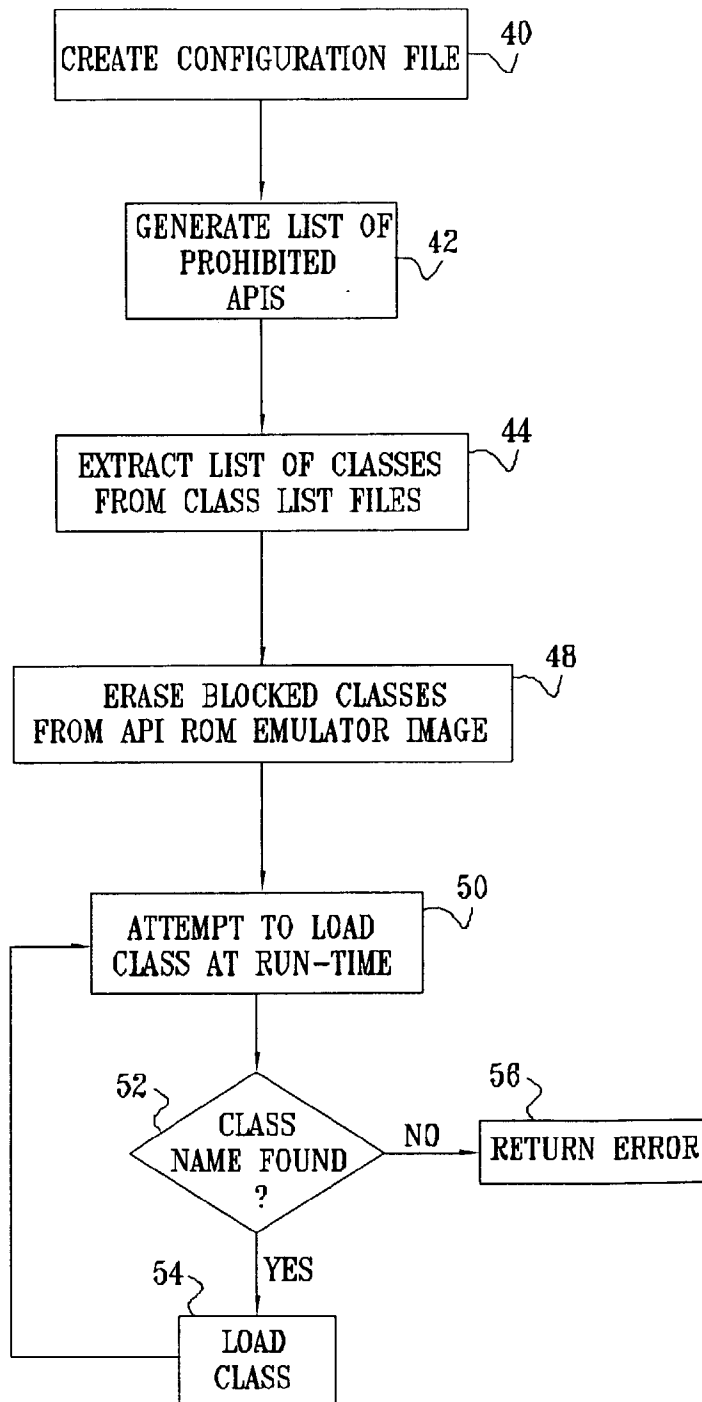 CREATE CONFIGURATION FILE
40
GENERATE LIST OF
PROHIBITED
APIS
42
EXTRACT LIST OF CLASSES
FROM CLASS LIST FILES
44
ERASE BLOCKED CLASSES
FROM API ROM EMULATOR IMAGE
48
ATTEMPT TO LOAD
CLASS AT RUN-TIME
50
52
CLASS
NAME FOUND
?
NO
56
RETURN ERROR
YES
54
LOAD
CLASS